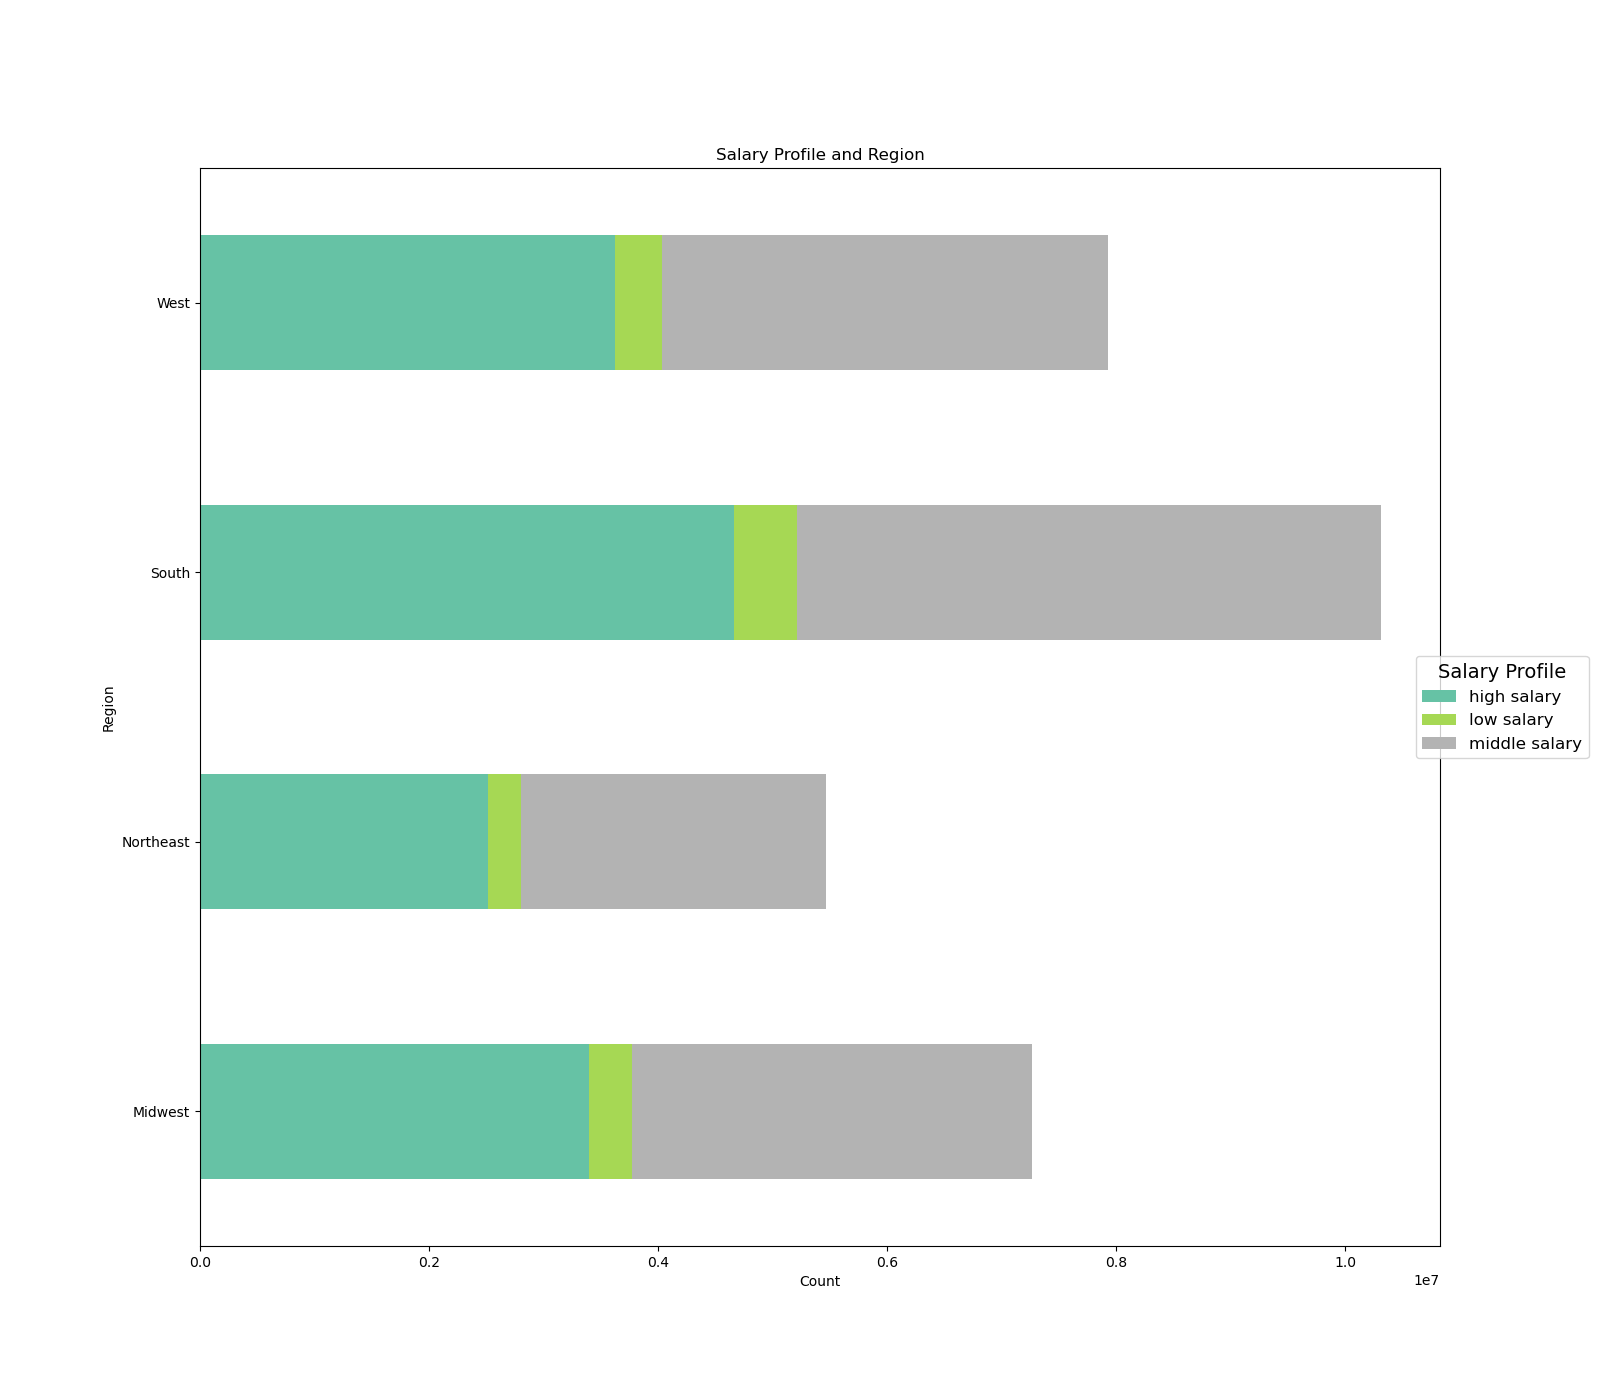 Salary Profile and Region
West
South
Northeast
Midwest
Region
Salary Profile
high salary
low salary
middle salary
0.0 0.2 0.4 0.6 0.8 1.0
1e7
Count